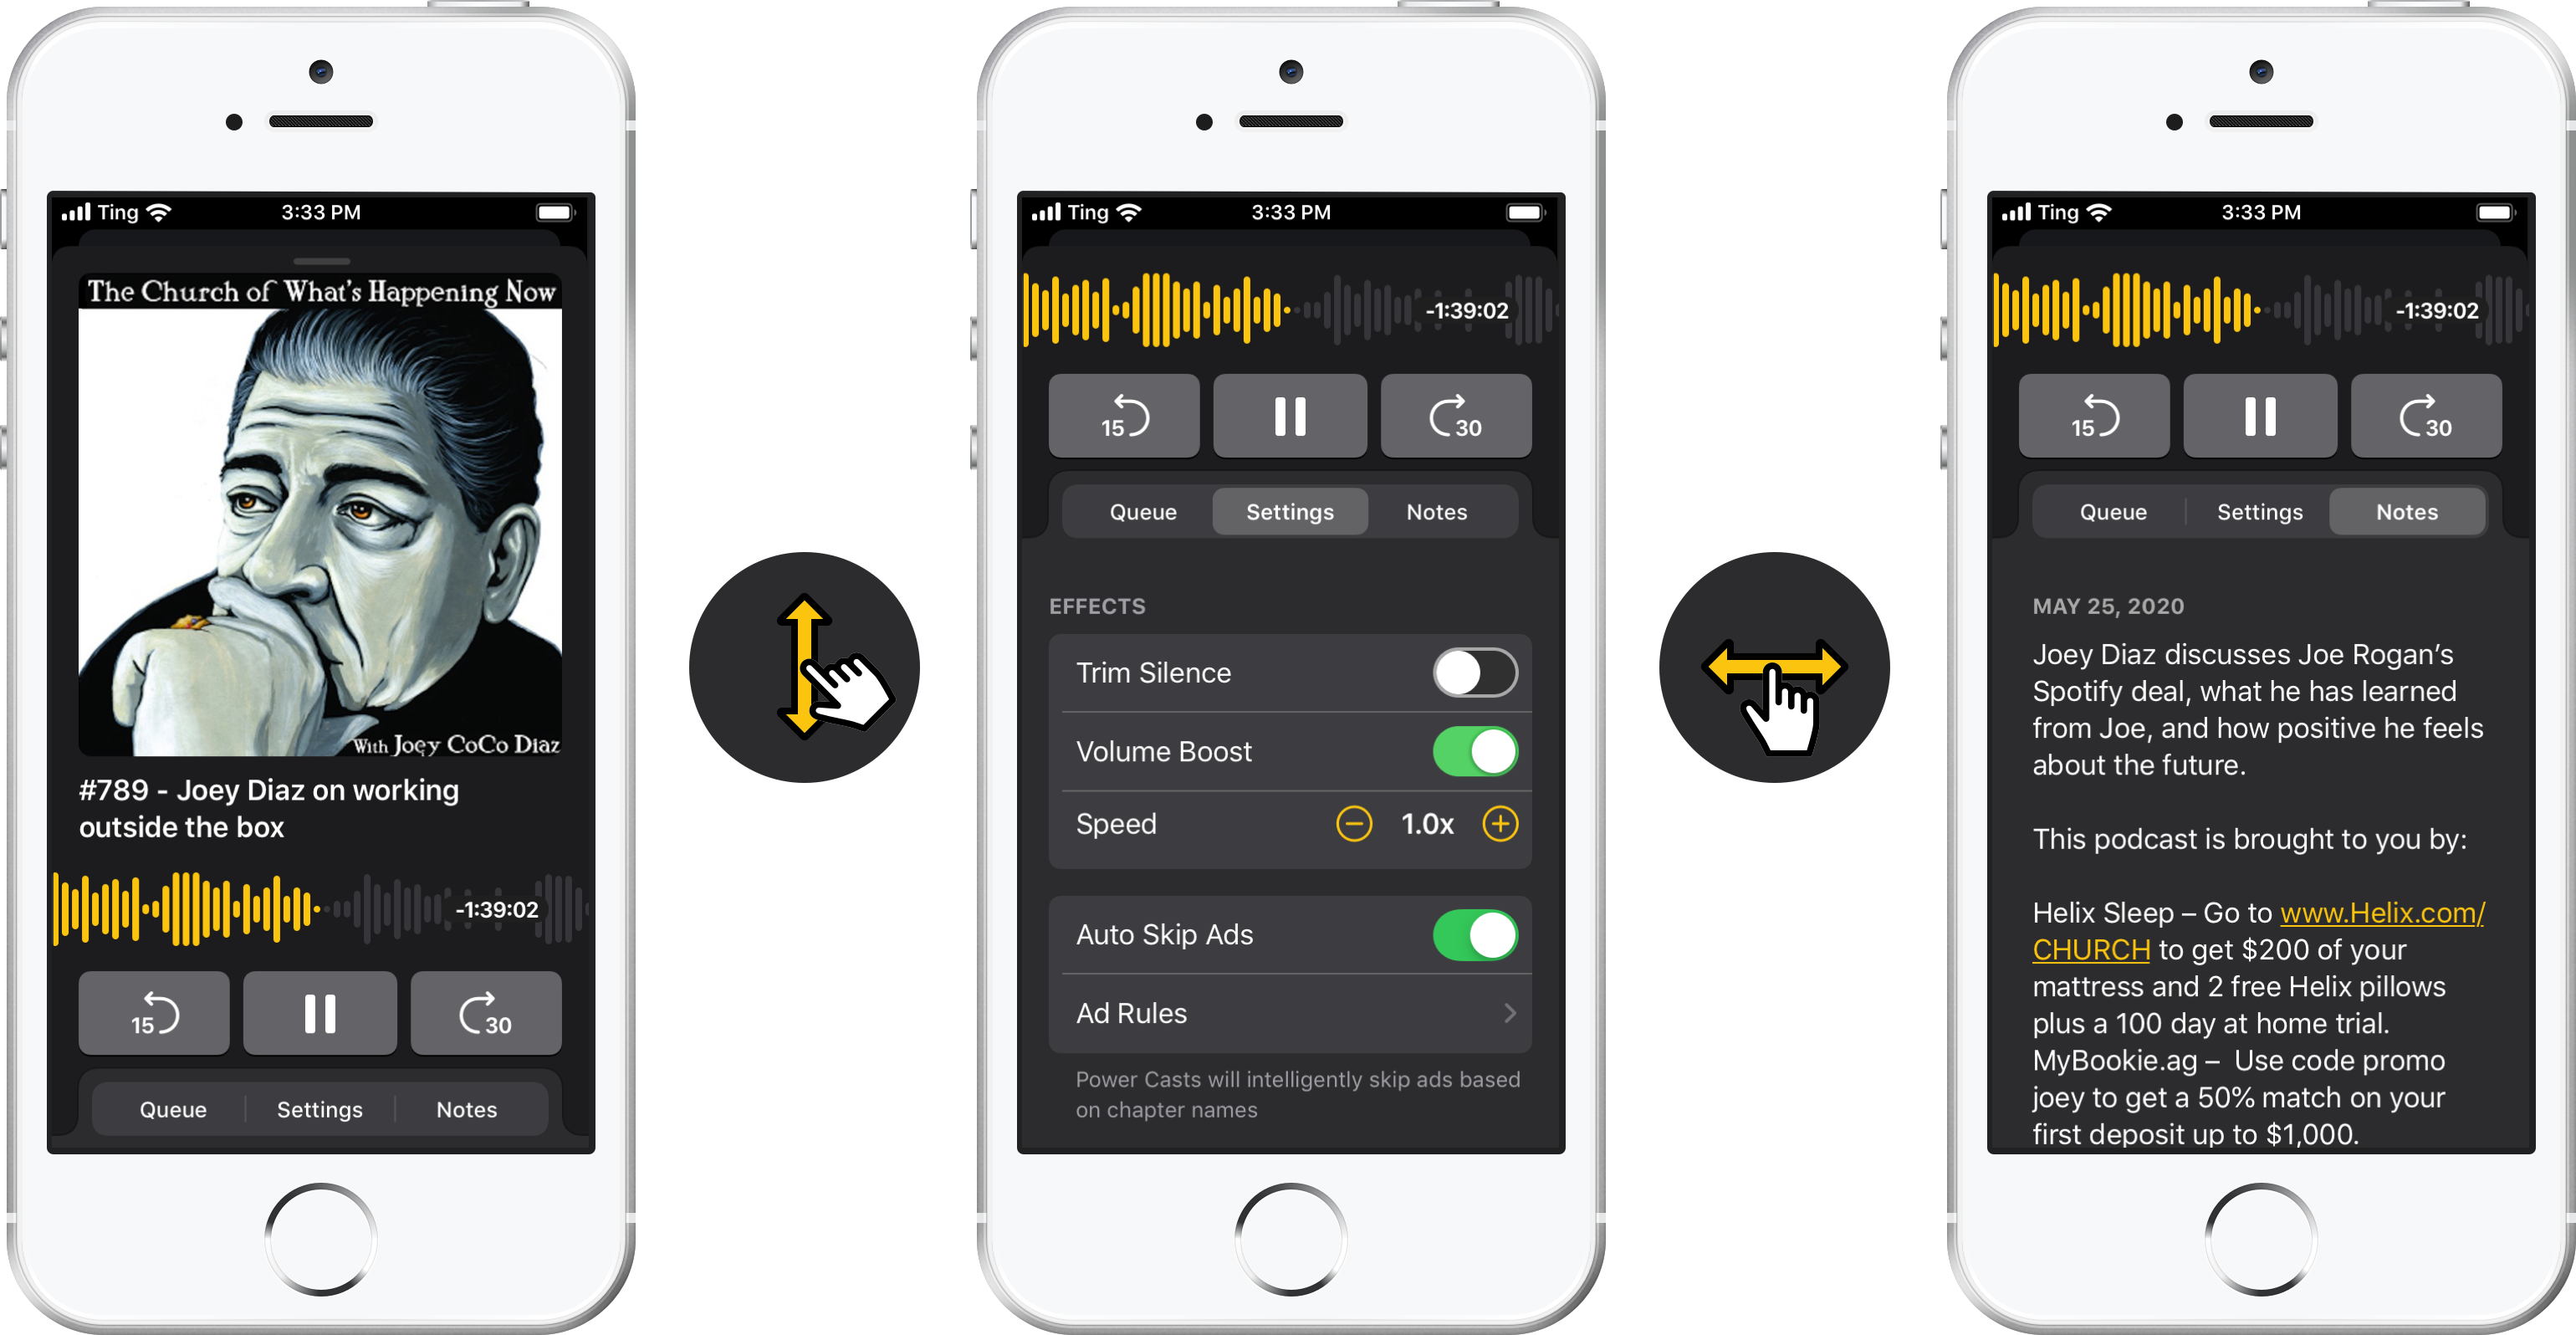 Ting 3:33 PM
The Church of What's Happening Now
With Joey CoCo Diaz
#789 - Joey Diaz on working
outside the box
-1:39:02
15 30
Queue Settings Notes
Ting 3:33 PM
-1:39:02
15 30
Queue Settings Notes
EFFECTS
Trim Silence
Volume Boost
Speed 1.0x
Auto Skip Ads
Ad Rules
Power Casts will intelligently skip ads based
on chapter names
Ting 3:33 PM
-1:39:02
15 30
Queue Settings Notes
MAY 25, 2020
Joey Diaz discusses Joe Rogan’s
Spotify deal, what he has learned
from Joe, and how positive he feels
about the future.
This podcast is brought to you by:
Helix Sleep – Go to www.Helix.com/
CHURCH to get $200 of your
mattress and 2 free Helix pillows
plus a 100 day at home trial.
MyBookie.ag –  Use code promo
joey to get a 50% match on your
first deposit up to $1,000.